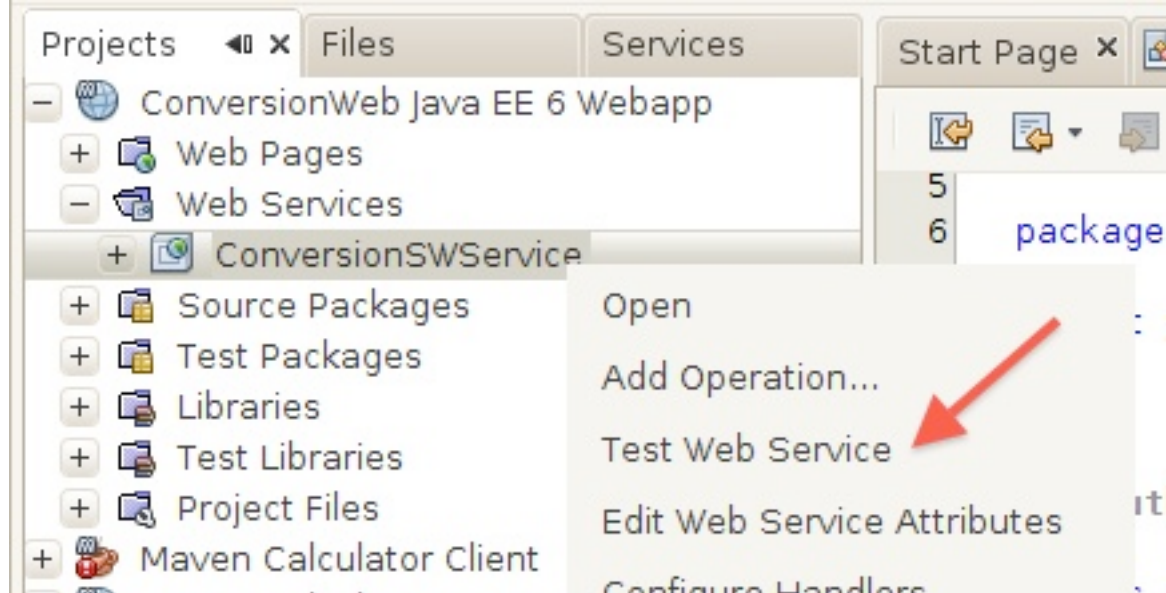 Projects Files Services Start Page
ConversionWeb Java EE 6 Webapp
Web Pages
Web Services
5
ConversionSWService
6 package
Source Packages
Open
Test Packages
Add Operation...
Libraries
Test Libraries
Test Web Service
Project Files
Edit Web Service Attributes
Maven Calculator Client
Configure Handlers